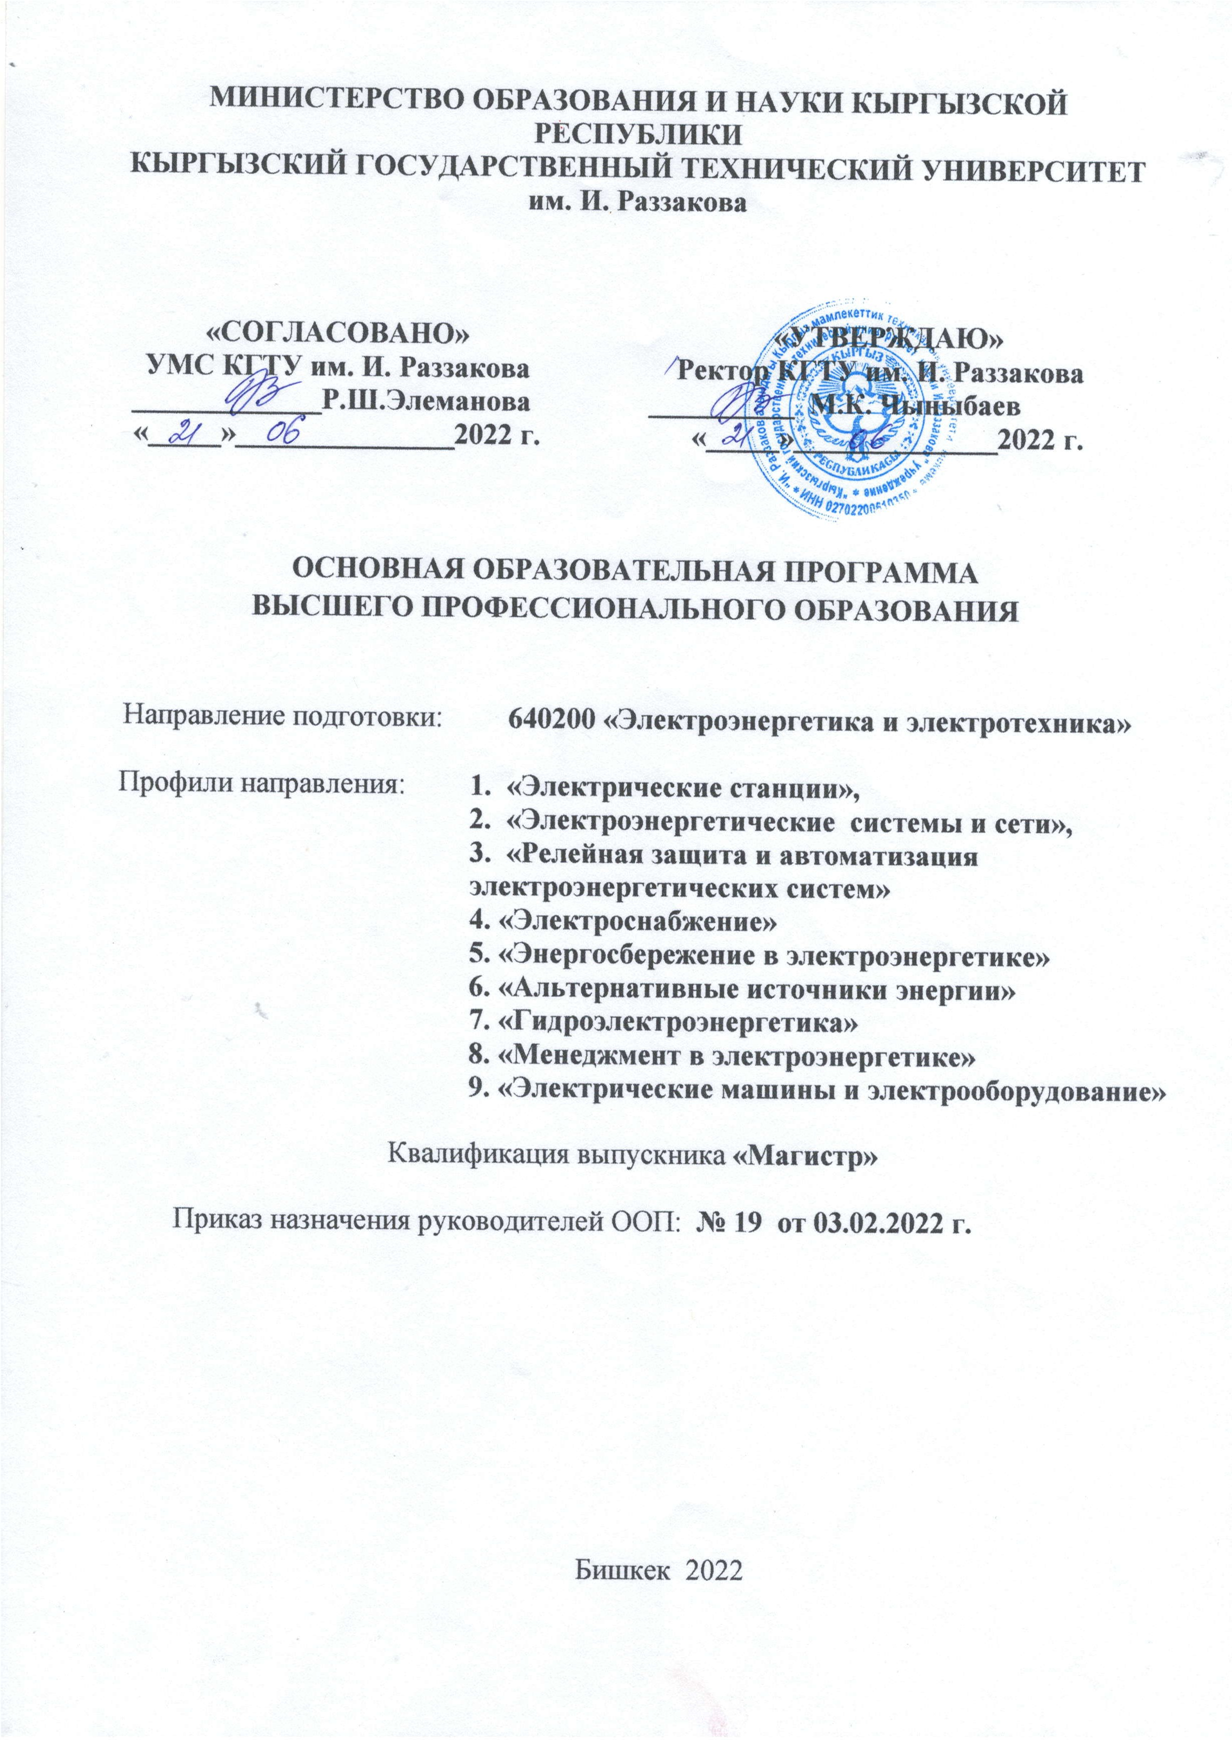 МИНИСТЕРСТВО ОБРАЗОВАНИЯ И НАУКИ КЫРГЫЗСКОЙ
РЕСПУБЛИКИ
КЫРГЫЗСКИЙ ГОСУДАРСТВЕННЫЙ ТЕХНИЧЕСКИЙ УНИВЕРСИТЕТ
им. И. Раззакова
«СОГЛАСОВАНО»
УМС КГТУ им. И. Раззакова
Р.Ш.Элеманова
« 21 » 06 2022 г.
«УТВЕРЖДАЮ»
Ректор КГТУ им. И. Раззакова
М.К. Чыныбаев
« 21 » 06 2022 г.
КЫРГЫЗ
РЕСПУБЛИКАСЫ
ОСНОВНАЯ ОБРАЗОВАТЕЛЬНАЯ ПРОГРАММА
ВЫСШЕГО ПРОФЕССИОНАЛЬНОГО ОБРАЗОВАНИЯ
Направление подготовки: 640200 «Электроэнергетика и электротехника»
Профили направления: 1. «Электрические станции»,
2. «Электроэнергетические системы и сети»,
3. «Релейная защита и автоматизация
электроэнергетических систем»
4. «Электроснабжение»
5. «Энергосбережение в электроэнергетике»
6. «Альтернативные источники энергии»
7. «Гидроэлектроэнергетика»
8. «Менеджмент в электроэнергетике»
9. «Электрические машины и электрооборудование»
Квалификация выпускника «Магистр»
Приказ назначения руководителей ООП: № 19 от 03.02.2022 г.
Бишкек 2022